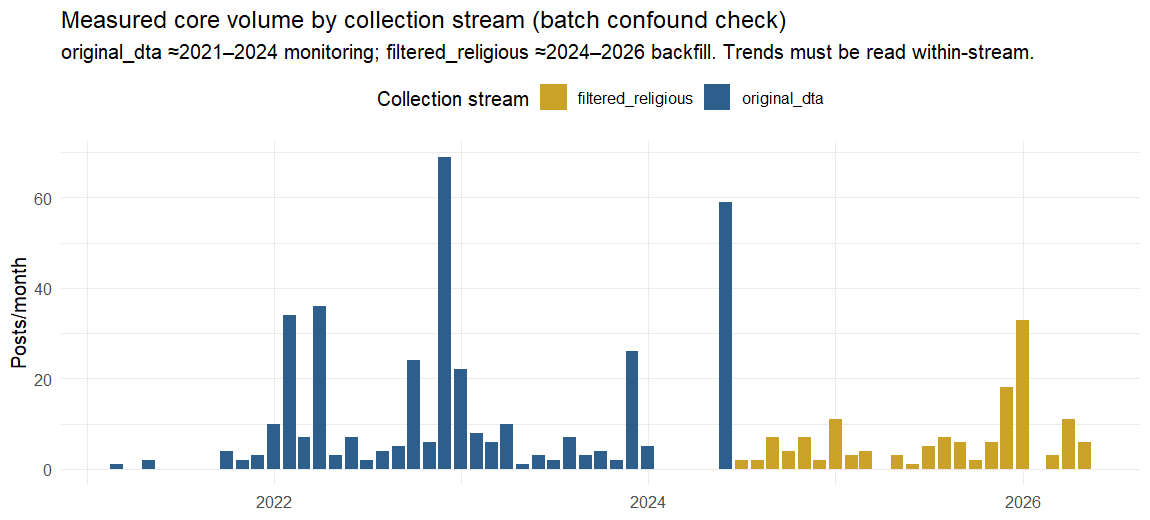 Measured core volume by collection stream (batch confound check)
original_dta ≈2021–2024 monitoring; filtered_religious ≈2024–2026 backfill. Trends must be read within-stream.
Collection stream filtered_religious original_dta
Posts/month
60
40
20
0
2022 2024 2026